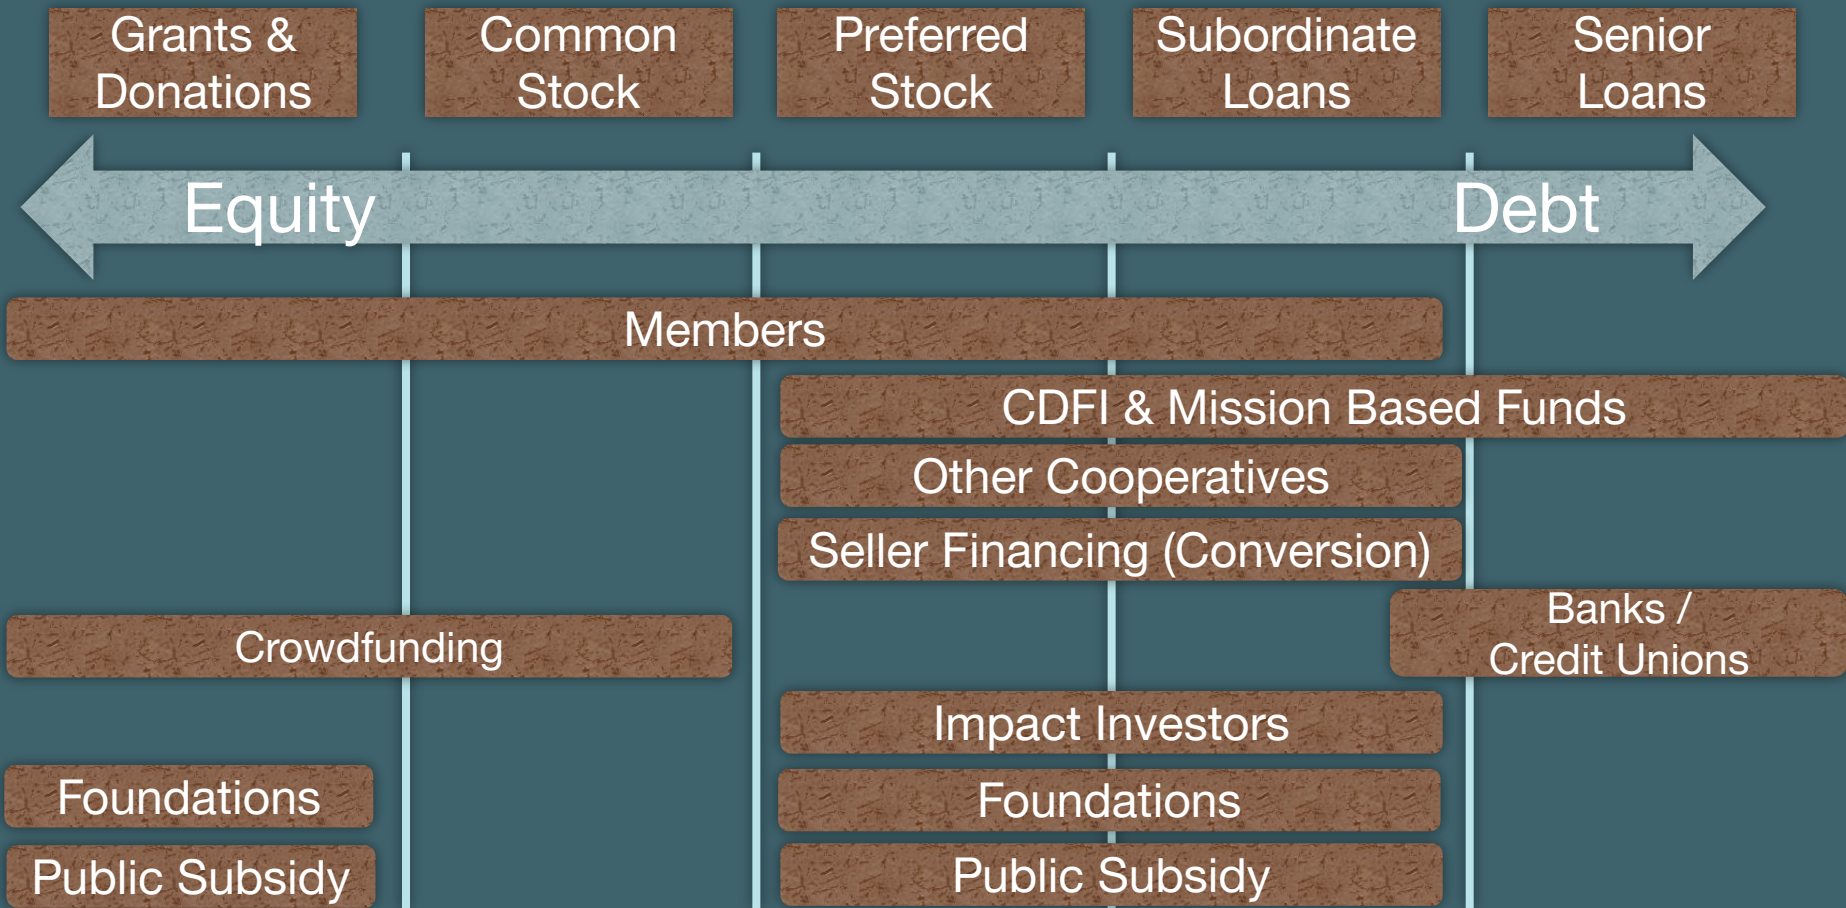 Grants &
Donations
Common
Stock
Preferred
Stock
Subordinate
Loans
Senior
Loans
Equity
Debt
Members
CDFI & Mission Based Funds
Other Cooperatives
Seller Financing (Conversion)
Banks /
Credit Unions
Crowdfunding
Impact Investors
Foundations
Foundations
Public Subsidy
Public Subsidy